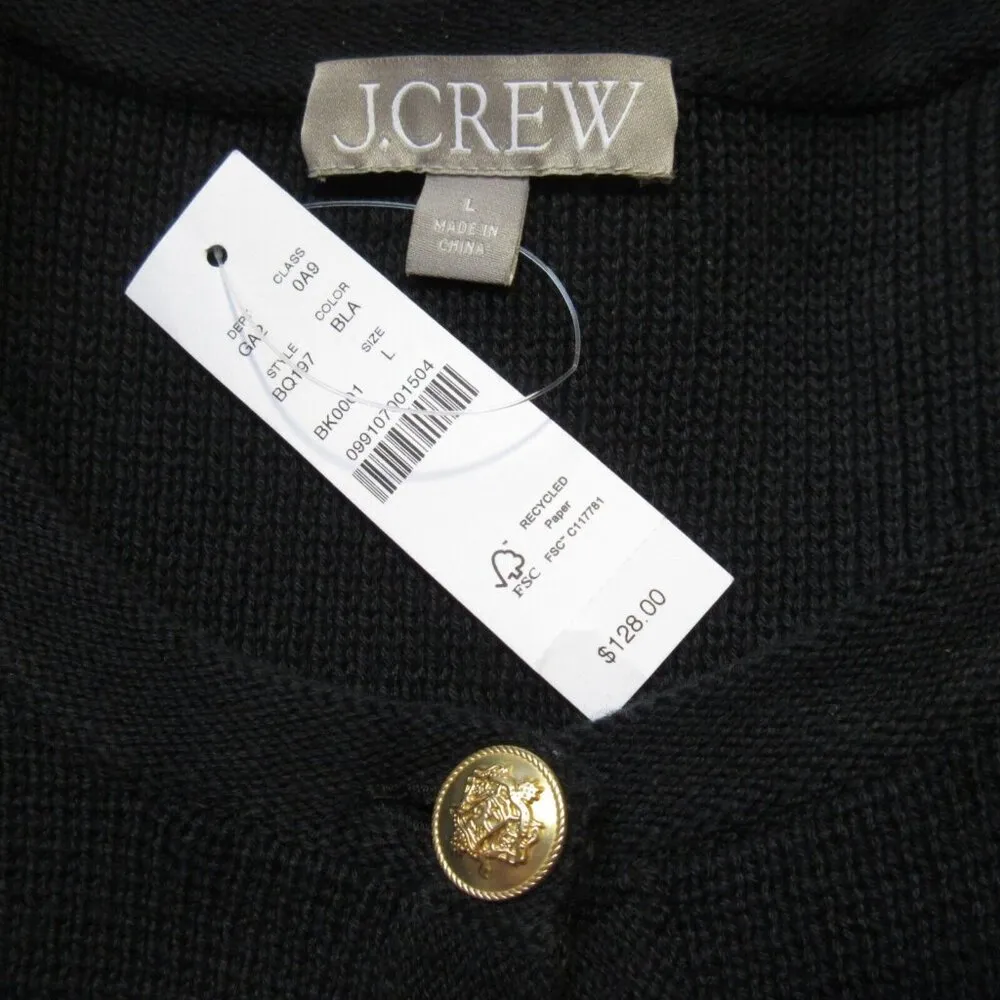 J.CREW
L
MADE IN
CHINA
CLASS
0A9
DEPT
GA2
COLOR
BLA
STYLE
BQ197
SIZE
L
BK0001
099107001504
RECYCLED
Paper
FSC™ C117781
FSC
$128.00